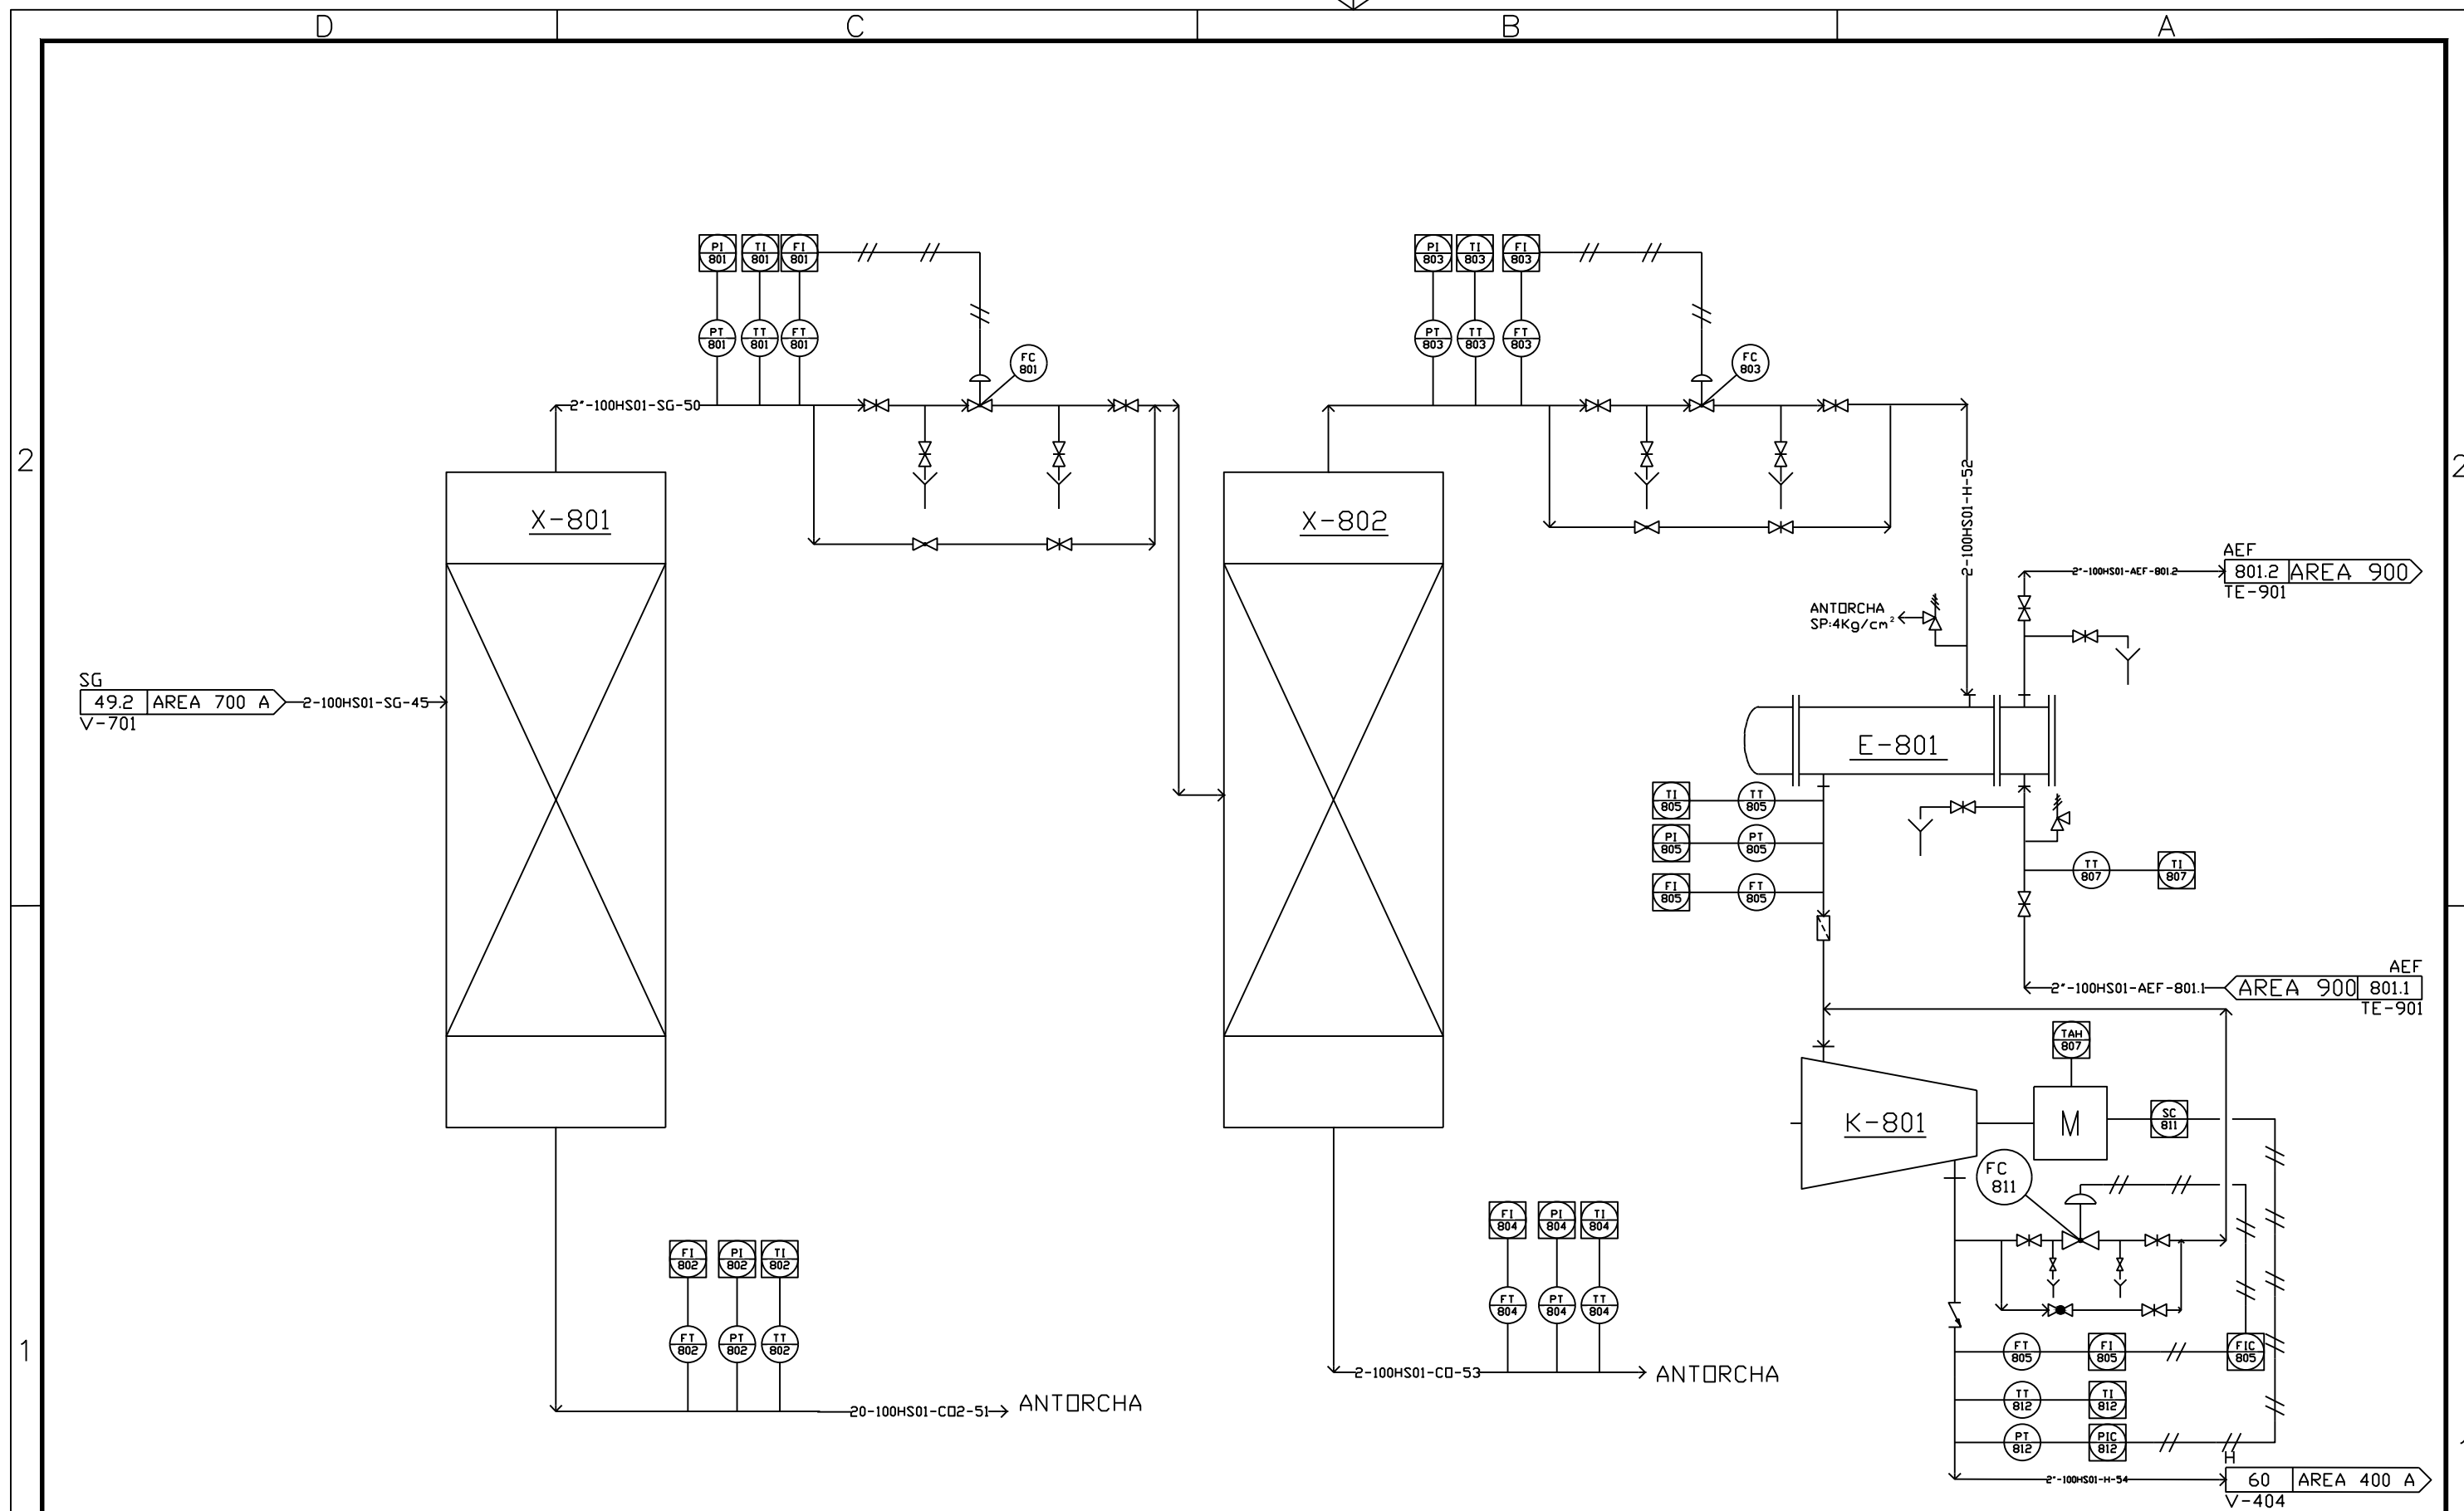 D
C
B
A
2
2
1
PI
801
TI
801
FI
801
PT
801
TT
801
FT
801
FC
801
2"-100HS01-SG-50
X-801
SG
49.2
AREA 700 A
V-701
2-100HS01-SG-45
FI
802
PI
802
TI
802
FT
802
PT
802
TT
802
20-100HS01-CO2-51
ANTORCHA
PI
803
TI
803
FI
803
PT
803
TT
803
FT
803
FC
803
X-802
2-100HS01-H-52
FI
804
PI
804
TI
804
FT
804
PT
804
TT
804
2-100HS01-CO-53
ANTORCHA
ANTORCHA
SP:4Kg/cm²
2"-100HS01-AEF-801.2
AEF
801.2
AREA 900
TE-901
E-801
TI
805
TT
805
PI
805
PT
805
FI
805
FT
805
TT
807
TI
807
2"-100HS01-AEF-801.1
AEF
AREA 900
801.1
TE-901
TAH
807
K-801
M
SC
811
FC
811
FT
805
FI
805
FIC
805
TT
812
TI
812
PT
812
PIC
812
2"-100HS01-H-54
H
60
AREA 400 A
V-404